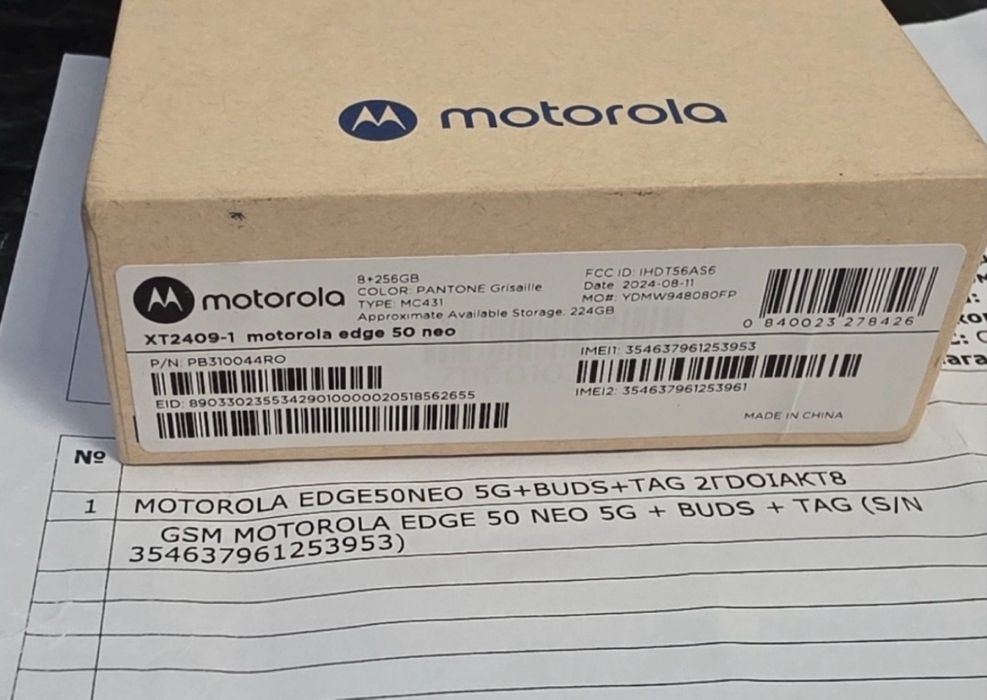 motorola
motorola
8+256GB
COLOR: PANTONE Grisaille
TYPE: MC431
Approximate Available Storage: 224GB
FCC ID: IHDT56AS6
Date 2024-08-11
MO#: YDMW948080FP
0 840023 278426
XT2409-1 motorola edge 50 neo
P/N: PB310044RO
EID: 89033023553429010000020518562655
IMEI1: 354637961253953
IMEI2: 354637961253961
MADE IN CHINA
№
1 MOTOROLA EDGE50NEO 5G+BUDS+TAG 2ГDOIAKT8
GSM MOTOROLA EDGE 50 NEO 5G + BUDS + TAG (S/N
354637961253953)